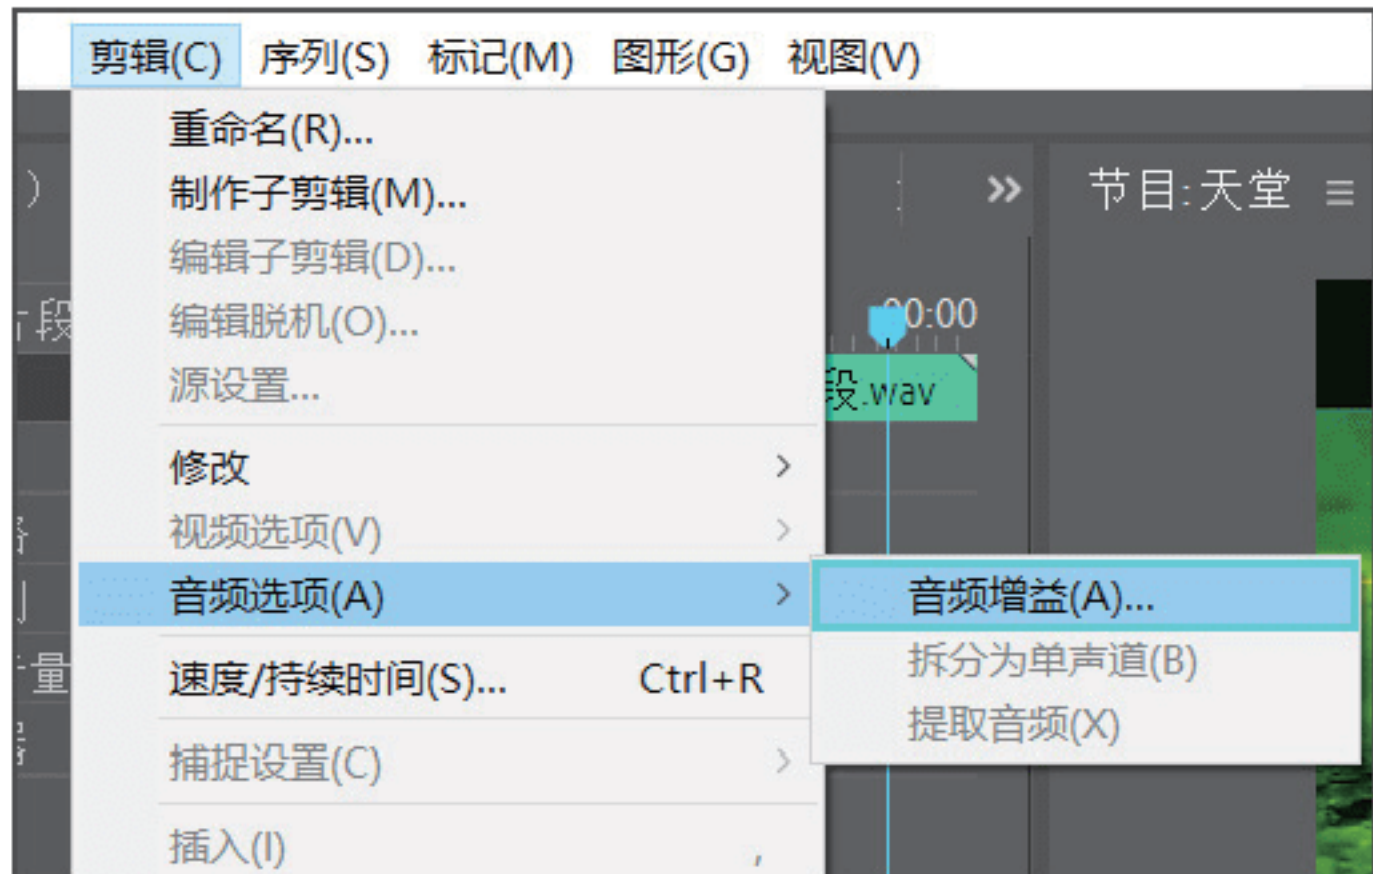 剪辑(C) 序列(S) 标记(M) 图形(G) 视图(V)
重命名(R)...
制作子剪辑(M)...
编辑子剪辑(D)...
编辑脱机(O)...
源设置...
修改
视频选项(V)
音频选项(A)
速度/持续时间(S)... Ctrl+R
捕捉设置(C)
插入(I) ,
音频增益(A)...
拆分为单声道(B)
提取音频(X)
段
量
00:00
段.wav
节目:天堂